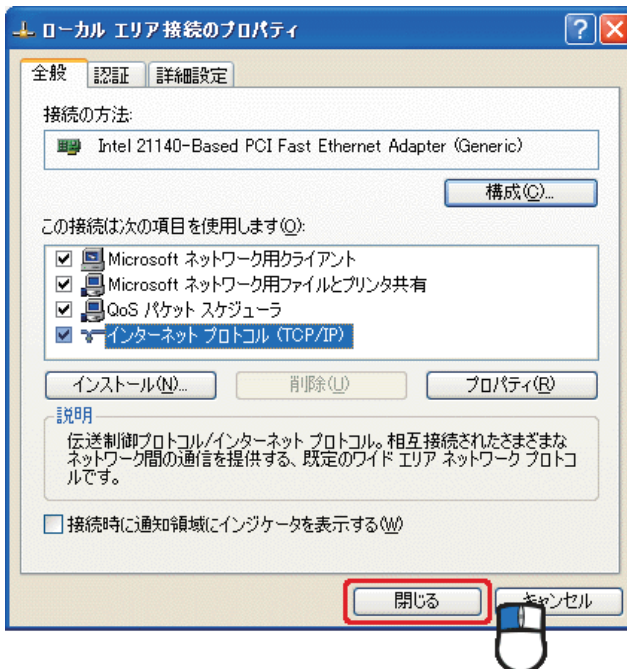 ローカル エリア接続のプロパティ
全般 認証 詳細設定
接続の方法:
Intel 21140-Based PCI Fast Ethernet Adapter (Generic)
構成(C)...
この接続は次の項目を使用します(O):
Microsoft ネットワーク用クライアント
Microsoft ネットワーク用ファイルとプリンタ共有
QoS パケット スケジューラ
インターネット プロトコル (TCP/IP)
インストール(N)... 削除(U) プロパティ(R)
説明
伝送制御プロトコル/インターネット プロトコル。相互接続されたさまざまな
ネットワーク間の通信を提供する、既定のワイド エリア ネットワーク プロトコ
ルです。
接続時に通知領域にインジケータを表示する(W)
閉じる キャンセル